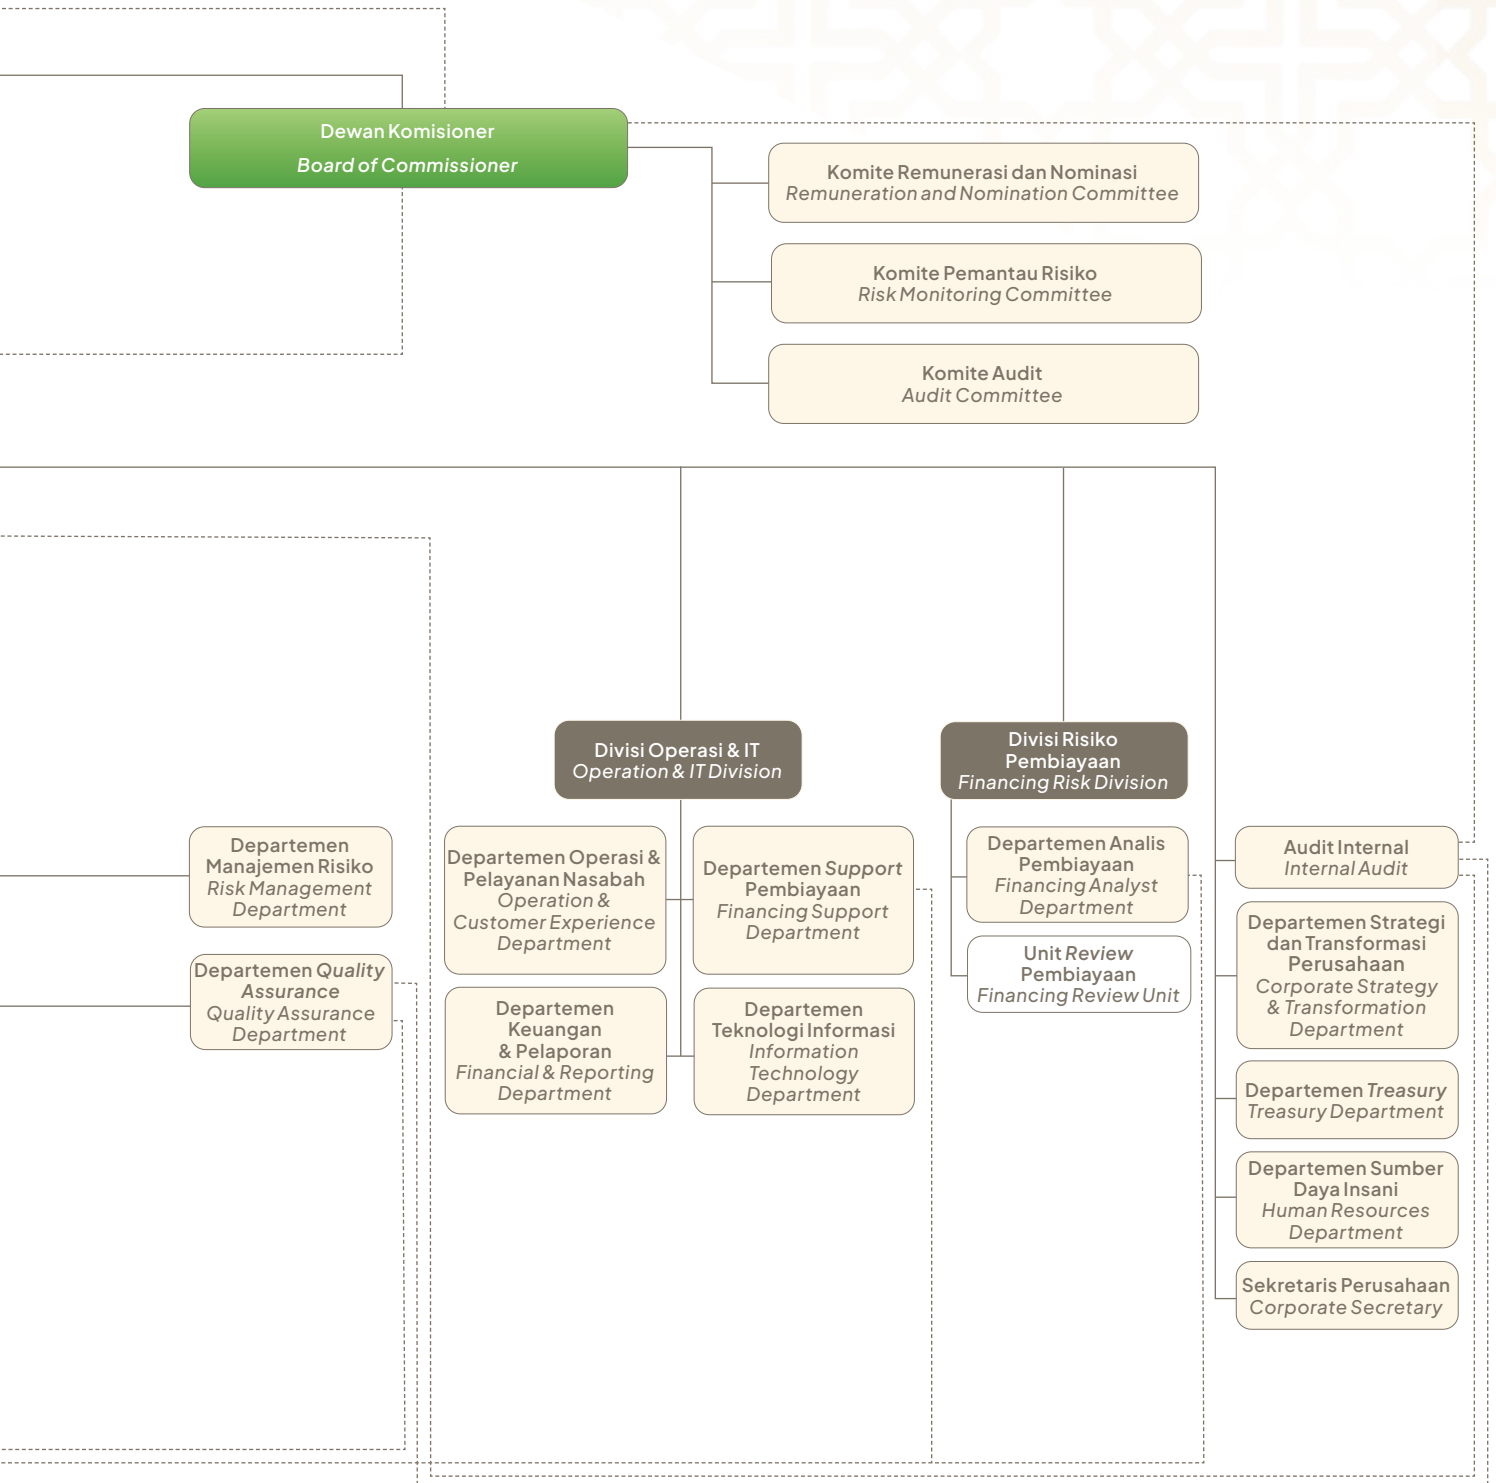 Dewan Komisioner
Board of Commissioner
Komite Remunerasi dan Nominasi
Remuneration and Nomination Committee
Komite Pemantau Risiko
Risk Monitoring Committee
Komite Audit
Audit Committee
Divisi Operasi & IT
Operation & IT Division
Divisi Risiko
Pembiayaan
Financing Risk Division
Departemen
Manajemen Risiko
Risk Management
Department
Departemen Quality
Assurance
Quality Assurance
Department
Departemen Operasi &
Pelayanan Nasabah
Operation &
Customer Experience
Department
Departemen Support
Pembiayaan
Financing Support
Department
Departemen
Keuangan
& Pelaporan
Financial & Reporting
Department
Departemen
Teknologi Informasi
Information
Technology
Department
Departemen Analis
Pembiayaan
Financing Analyst
Department
Unit Review
Pembiayaan
Financing Review Unit
Audit Internal
Internal Audit
Departemen Strategi
dan Transformasi
Perusahaan
Corporate Strategy
& Transformation
Department
Departemen Treasury
Treasury Department
Departemen Sumber
Daya Insani
Human Resources
Department
Sekretaris Perusahaan
Corporate Secretary